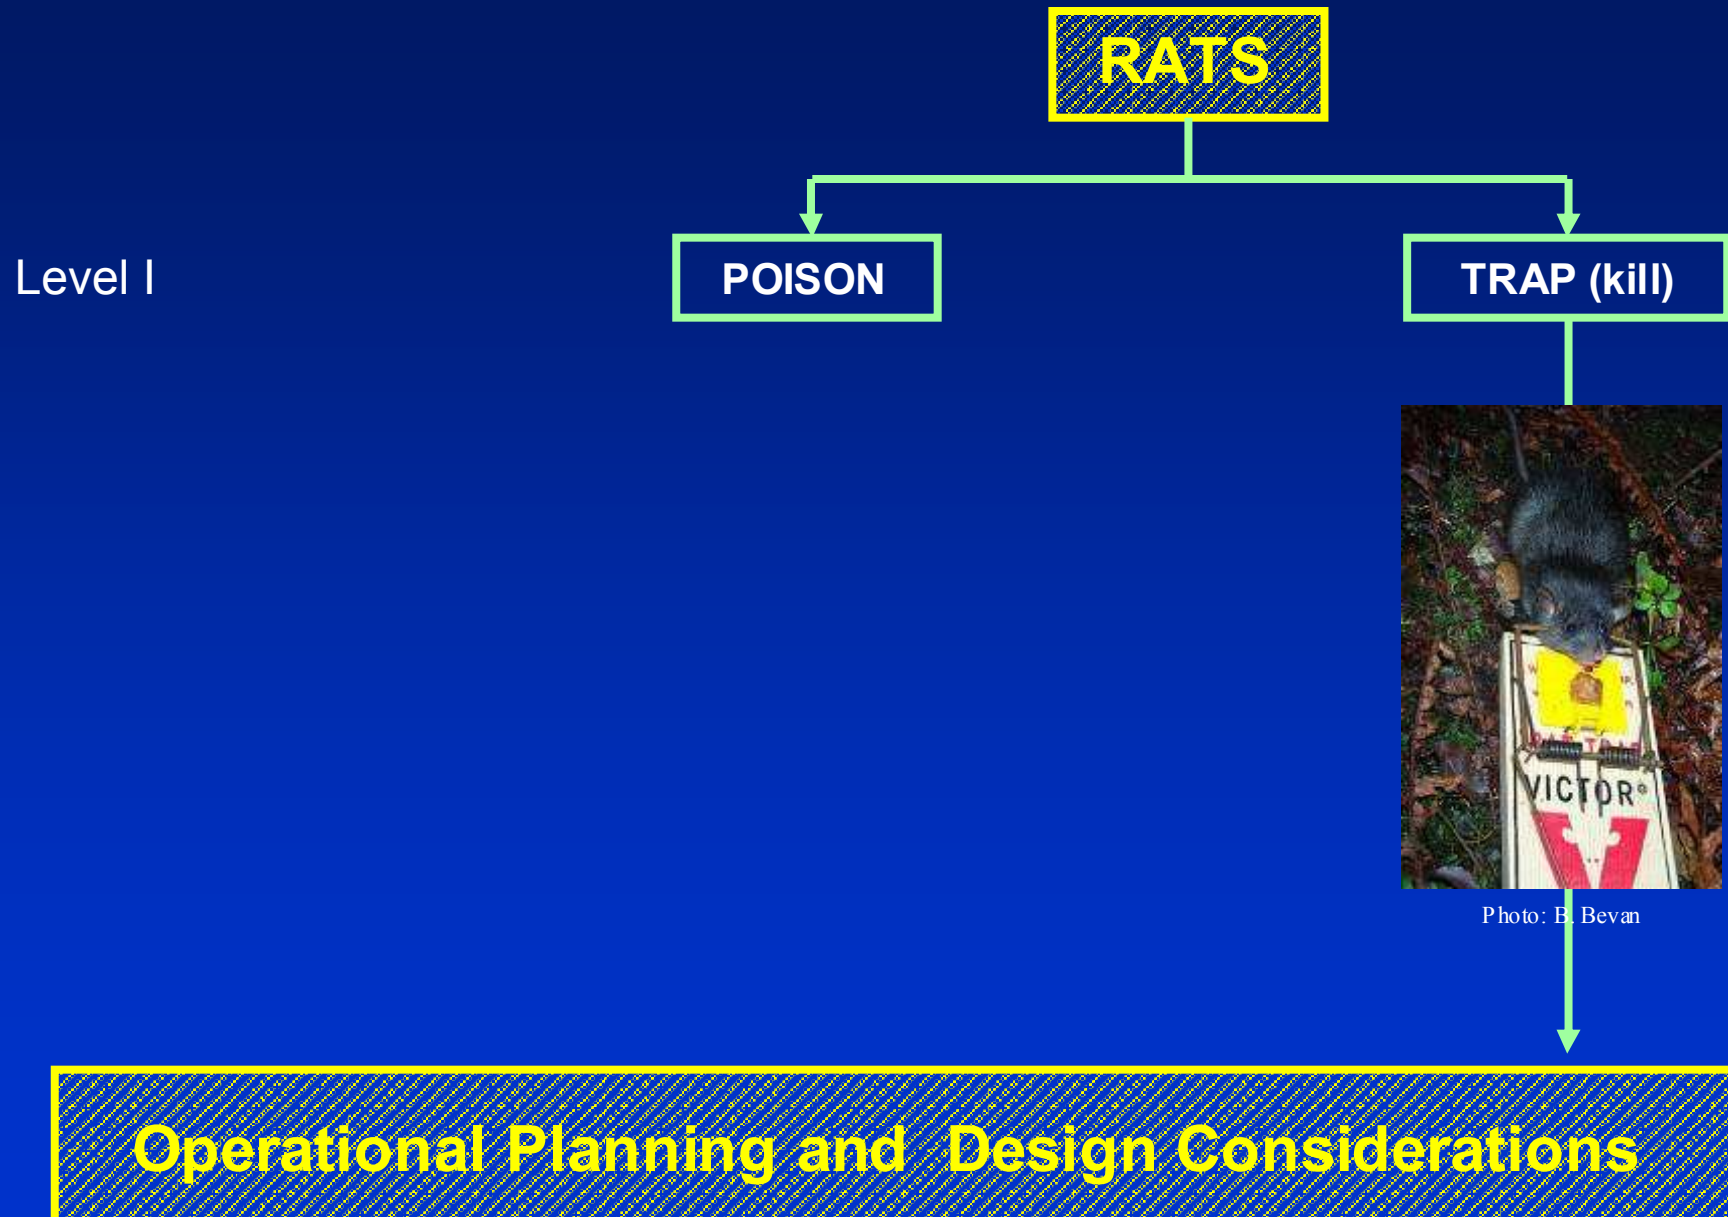 RATS
Level I
POISON
TRAP (kill)
VICTOR®
Photo: B. Bevan
Operational Planning and Design Considerations